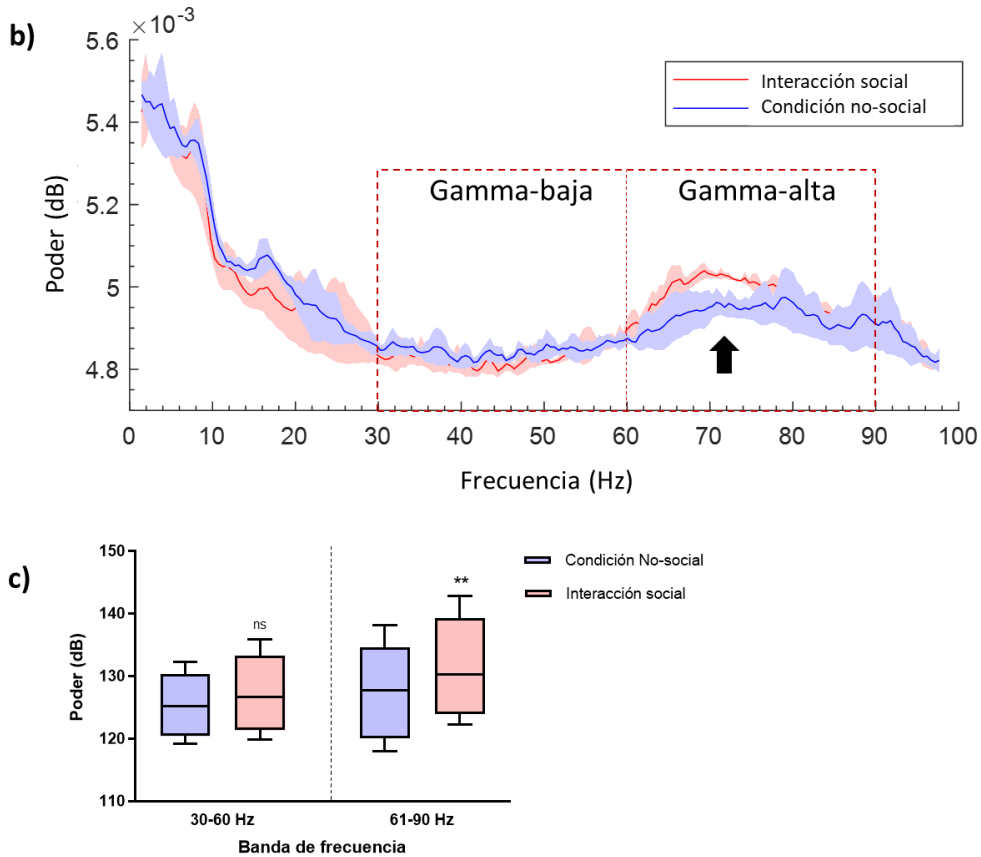 b)
×10⁻³
5.6
5.4
5.2
5
4.8
Poder (dB)
Interacción social
Condición no-social
Gamma-baja
Gamma-alta
0 10 20 30 40 50 60 70 80 90 100
Frecuencia (Hz)
c)
150
140
130
120
110
Poder (dB)
Condición No-social
Interacción social
ns
**
30-60 Hz
61-90 Hz
Banda de frecuencia